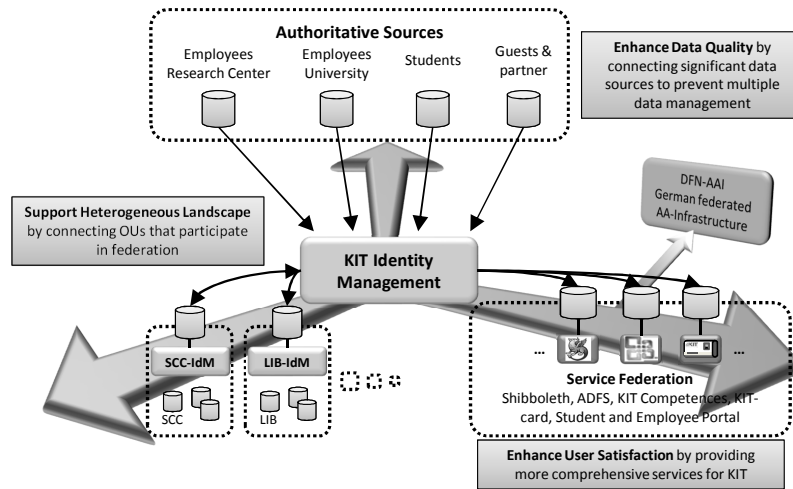 Authoritative Sources
Employees
Research Center
Employees
University
Students
Guests &
partner
Enhance Data Quality by
connecting significant data
sources to prevent multiple
data management
DFN-AAI
German federated
AA-Infrastructure
Support Heterogeneous Landscape
by connecting OUs that participate
in federation
KIT Identity
Management
SCC-IdM
LIB-IdM
SCC
LIB
...
KIT
...
Service Federation
Shibboleth, ADFS, KIT Competences, KIT-
card, Student and Employee Portal
Enhance User Satisfaction by providing
more comprehensive services for KIT